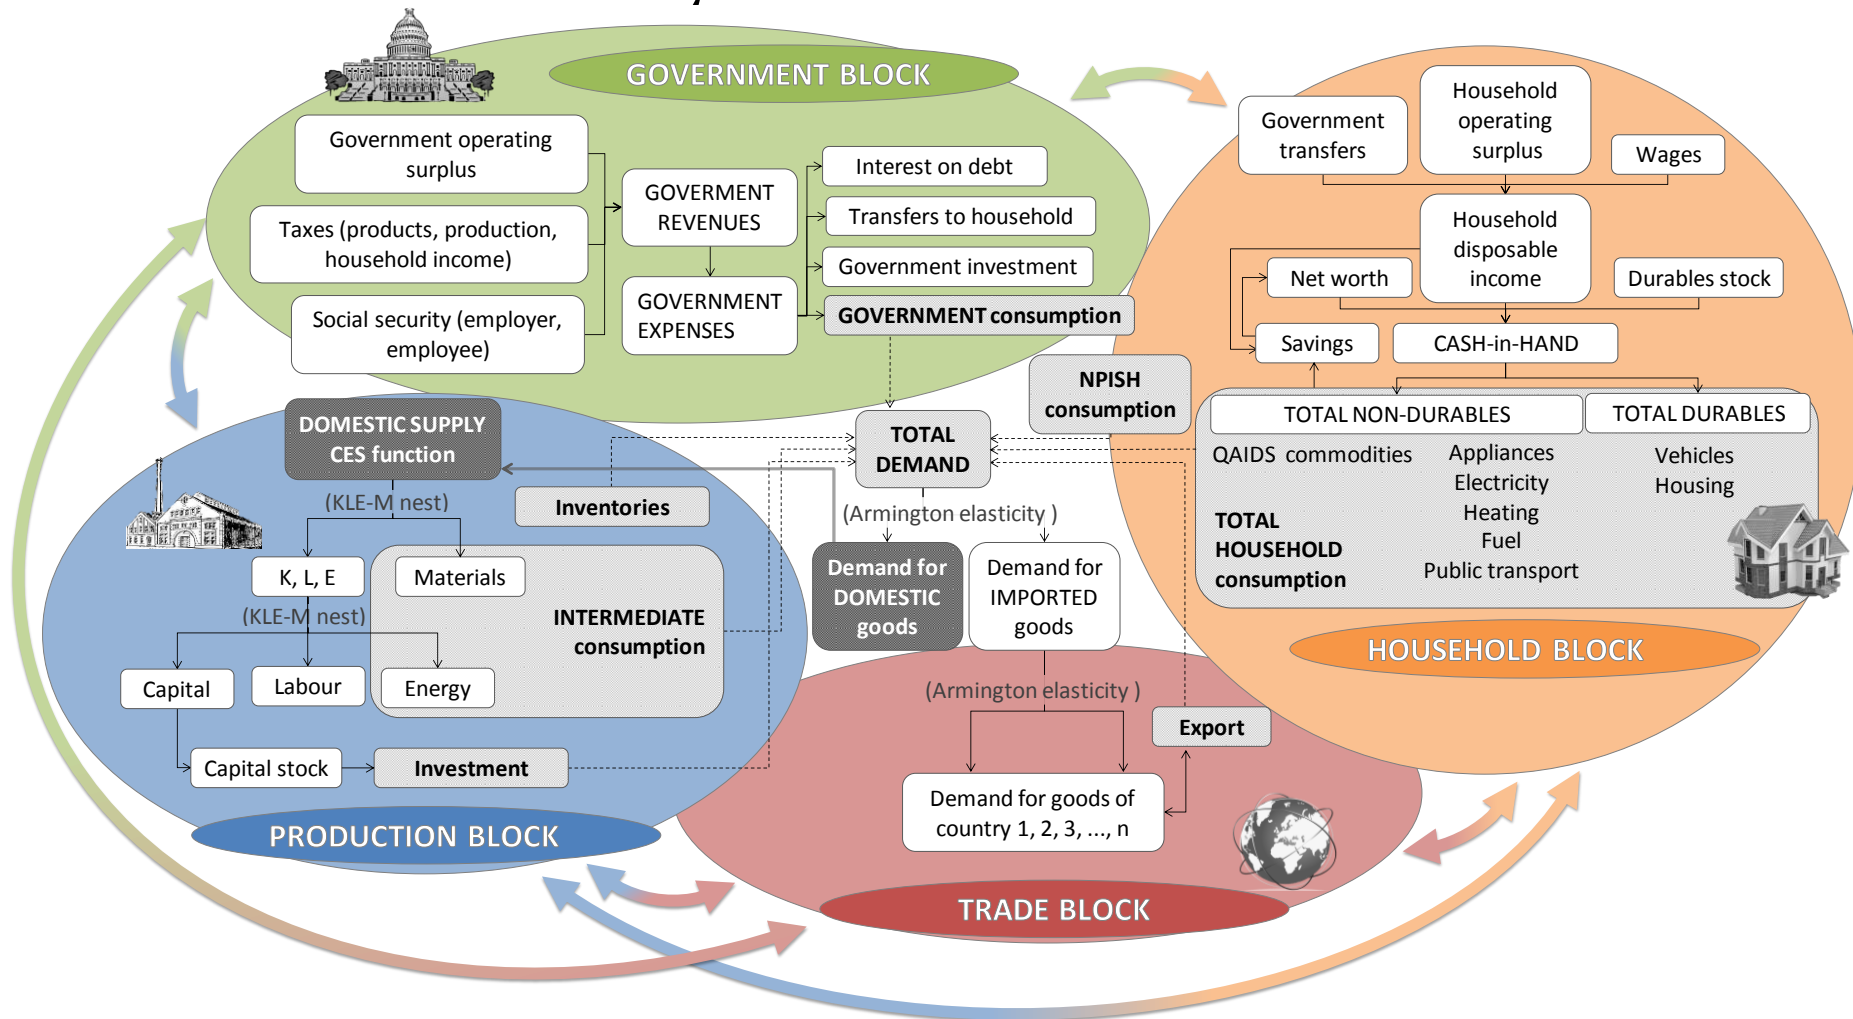 GOVERNMENT BLOCK
Government operating
surplus
Taxes (products, production,
household income)
Social security (employer,
employee)
GOVERMENT
REVENUES
GOVERNMENT
EXPENSES
Interest on debt
Transfers to household
Government investment
GOVERNMENT consumption
Government
transfers
Household
operating
surplus
Wages
Household
disposable
income
Net worth
Durables stock
Savings
CASH-in-HAND
TOTAL NON-DURABLES
TOTAL DURABLES
QAIDS commodities
Appliances
Electricity
Heating
Fuel
Public transport
Vehicles
Housing
TOTAL
HOUSEHOLD
consumption
HOUSEHOLD BLOCK
NPISH
consumption
TOTAL
DEMAND
(Armington elasticity )
Demand for
DOMESTIC
goods
Demand for
IMPORTED
goods
DOMESTIC SUPPLY
CES function
(KLE-M nest)
Inventories
K, L, E
Materials
(KLE-M nest)
INTERMEDIATE
consumption
Capital
Labour
Energy
Capital stock
Investment
PRODUCTION BLOCK
(Armington elasticity )
Export
Demand for goods of
country 1, 2, 3, ..., n
TRADE BLOCK